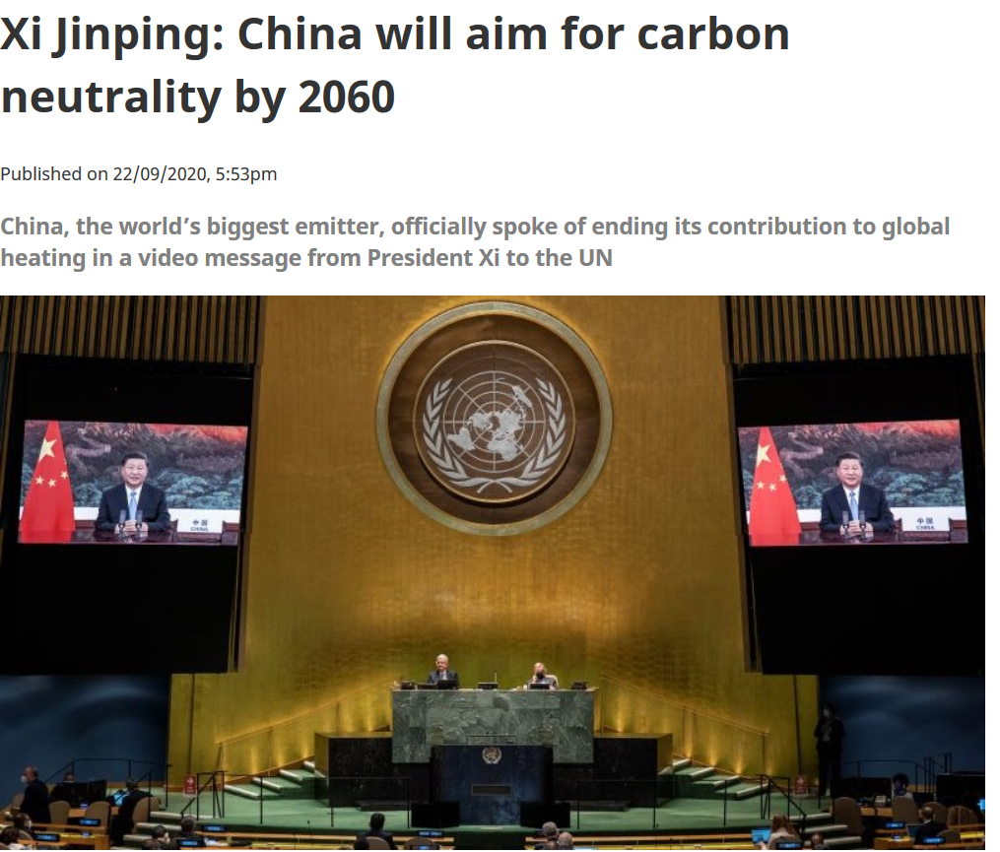 Xi Jinping: China will aim for carbon
neutrality by 2060
Published on 22/09/2020, 5:53pm
China, the world’s biggest emitter, officially spoke of ending its contribution to global
heating in a video message from President Xi to the UN
中国
CHINA
中国
CHINA